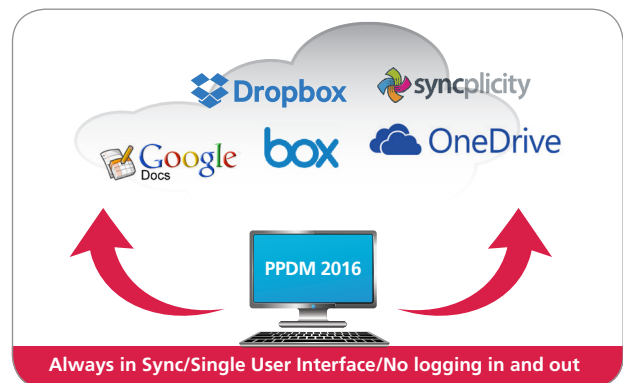 Dropbox
syncplicity
Google
Docs
box
OneDrive
PPDM 2016
Always in Sync/Single User Interface/No logging in and out